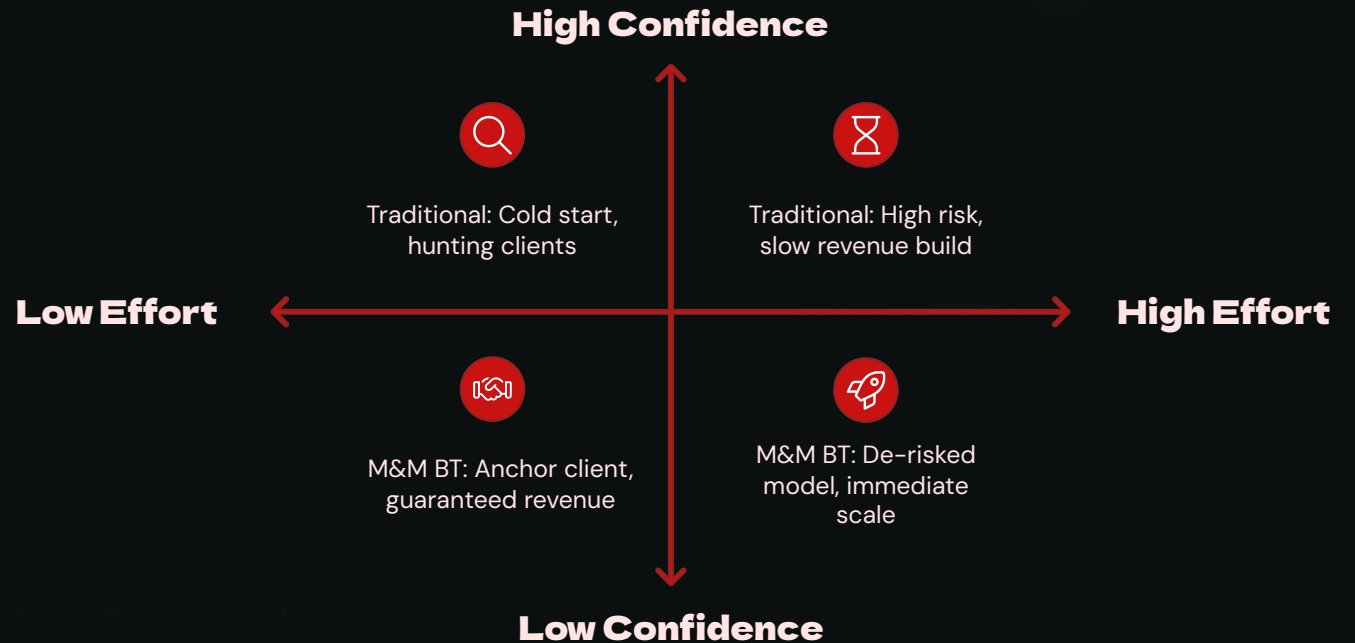 High Confidence
Traditional: Cold start,
hunting clients
Traditional: High risk,
slow revenue build
Low Effort
High Effort
M&M BT: Anchor client,
guaranteed revenue
M&M BT: De-risked
model, immediate
scale
Low Confidence